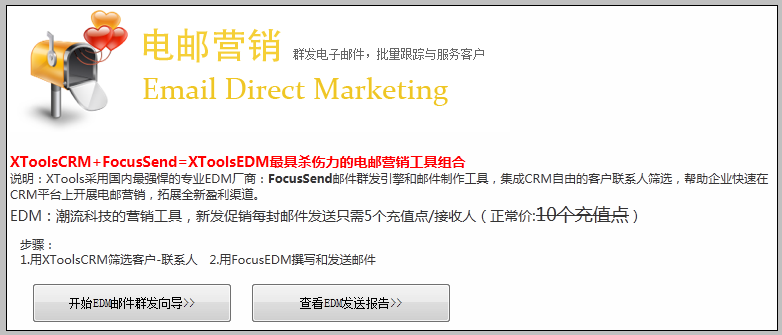 电邮营销 群发电子邮件，批量跟踪与服务客户
Email Direct Marketing
XToolsCRM+FocusSend=XToolsEDM最具杀伤力的电邮营销工具组合
说明：XTools采用国内最强悍的专业EDM厂商：FocusSend邮件群发引擎和邮件制作工具，集成CRM自由的客户联系人筛选，帮助企业快速在
CRM平台上开展电邮营销，拓展全新盈利渠道。
EDM：潮流科技的营销工具，新发促销每封邮件发送只需5个充值点/接收人（正常价:10个充值点）
步骤：
1.用XToolsCRM筛选客户-联系人 2.用FocusEDM撰写和发送邮件
开始EDM邮件群发向导>> 查看EDM发送报告>>